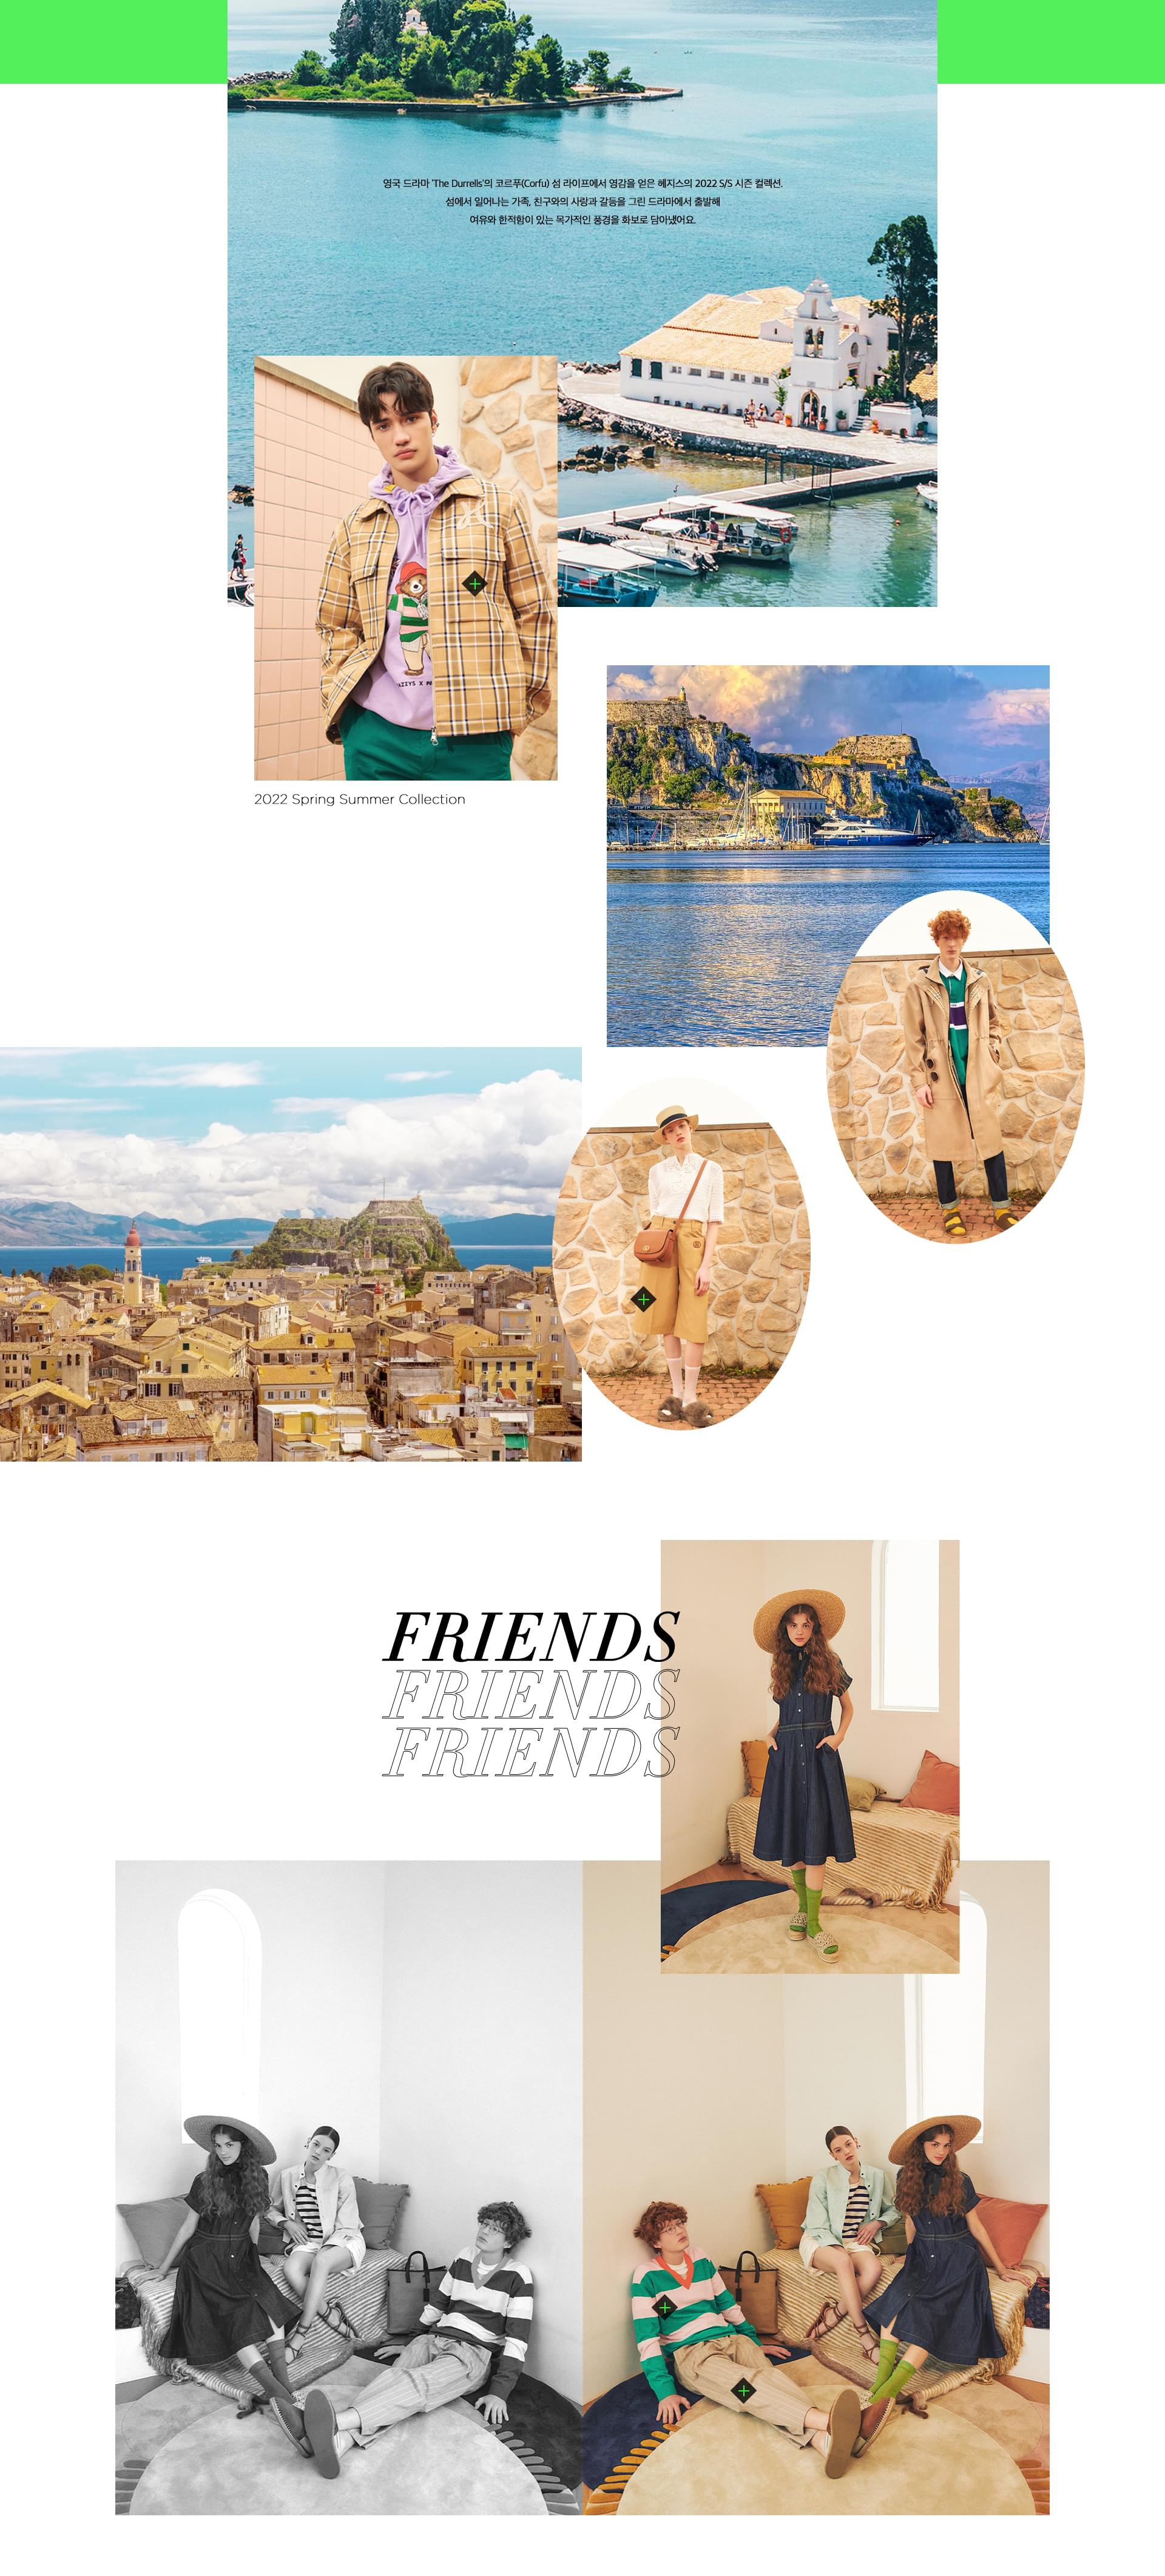 영국 드라마 'The Durrells'의 코르푸(Corfu) 섬 라이프에서 영감을 얻은 헤지스의 2022 S/S 시즌 컬렉션.
섬에서 일어나는 가족, 친구와의 사랑과 갈등을 그린 드라마에서 출발해
여유와 한적함이 있는 목가적인 풍경을 화보로 담아냈어요.
2022 Spring Summer Collection
FRIENDS
FRIENDS
FRIENDS